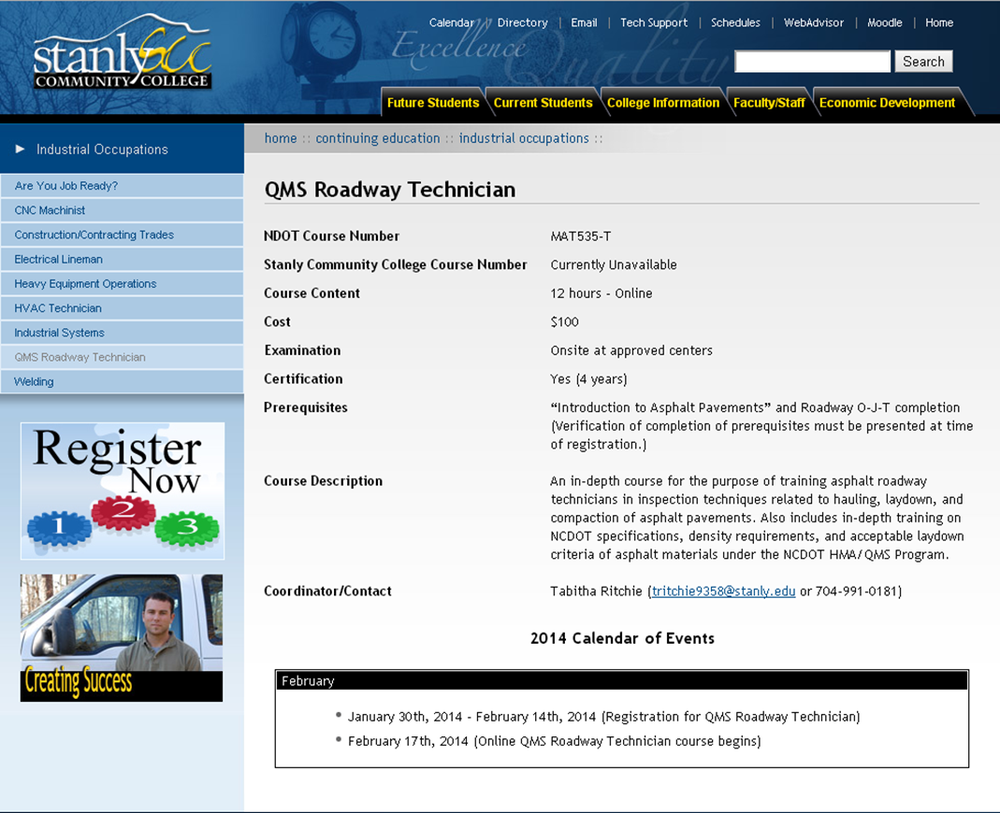 Calendar | Directory | Email | Tech Support | Schedules | WebAdvisor | Moodle | Home
Excellence
Quality
stanly SCC
COMMUNITY COLLEGE
Search
Future Students Current Students College Information Faculty/Staff Economic Development
Industrial Occupations
Are You Job Ready?
CNC Machinist
Construction/Contracting Trades
Electrical Lineman
Heavy Equipment Operations
HVAC Technician
Industrial Systems
QMS Roadway Technician
Welding
Register
Now
1 2 3
Creating Success
home :: continuing education :: industrial occupations ::
QMS Roadway Technician
NDOT Course Number MAT535-T
Stanly Community College Course Number Currently Unavailable
Course Content 12 hours - Online
Cost $100
Examination Onsite at approved centers
Certification Yes (4 years)
Prerequisites “Introduction to Asphalt Pavements” and Roadway O-J-T completion
(Verification of completion of prerequisites must be presented at time
of registration.)
Course Description An in-depth course for the purpose of training asphalt roadway
technicians in inspection techniques related to hauling, laydown, and
compaction of asphalt pavements. Also includes in-depth training on
NCDOT specifications, density requirements, and acceptable laydown
criteria of asphalt materials under the NCDOT HMA/QMS Program.
Coordinator/Contact Tabitha Ritchie (tritchie9358@stanly.edu or 704-991-0181)
2014 Calendar of Events
February
• January 30th, 2014 - February 14th, 2014 (Registration for QMS Roadway Technician)
• February 17th, 2014 (Online QMS Roadway Technician course begins)